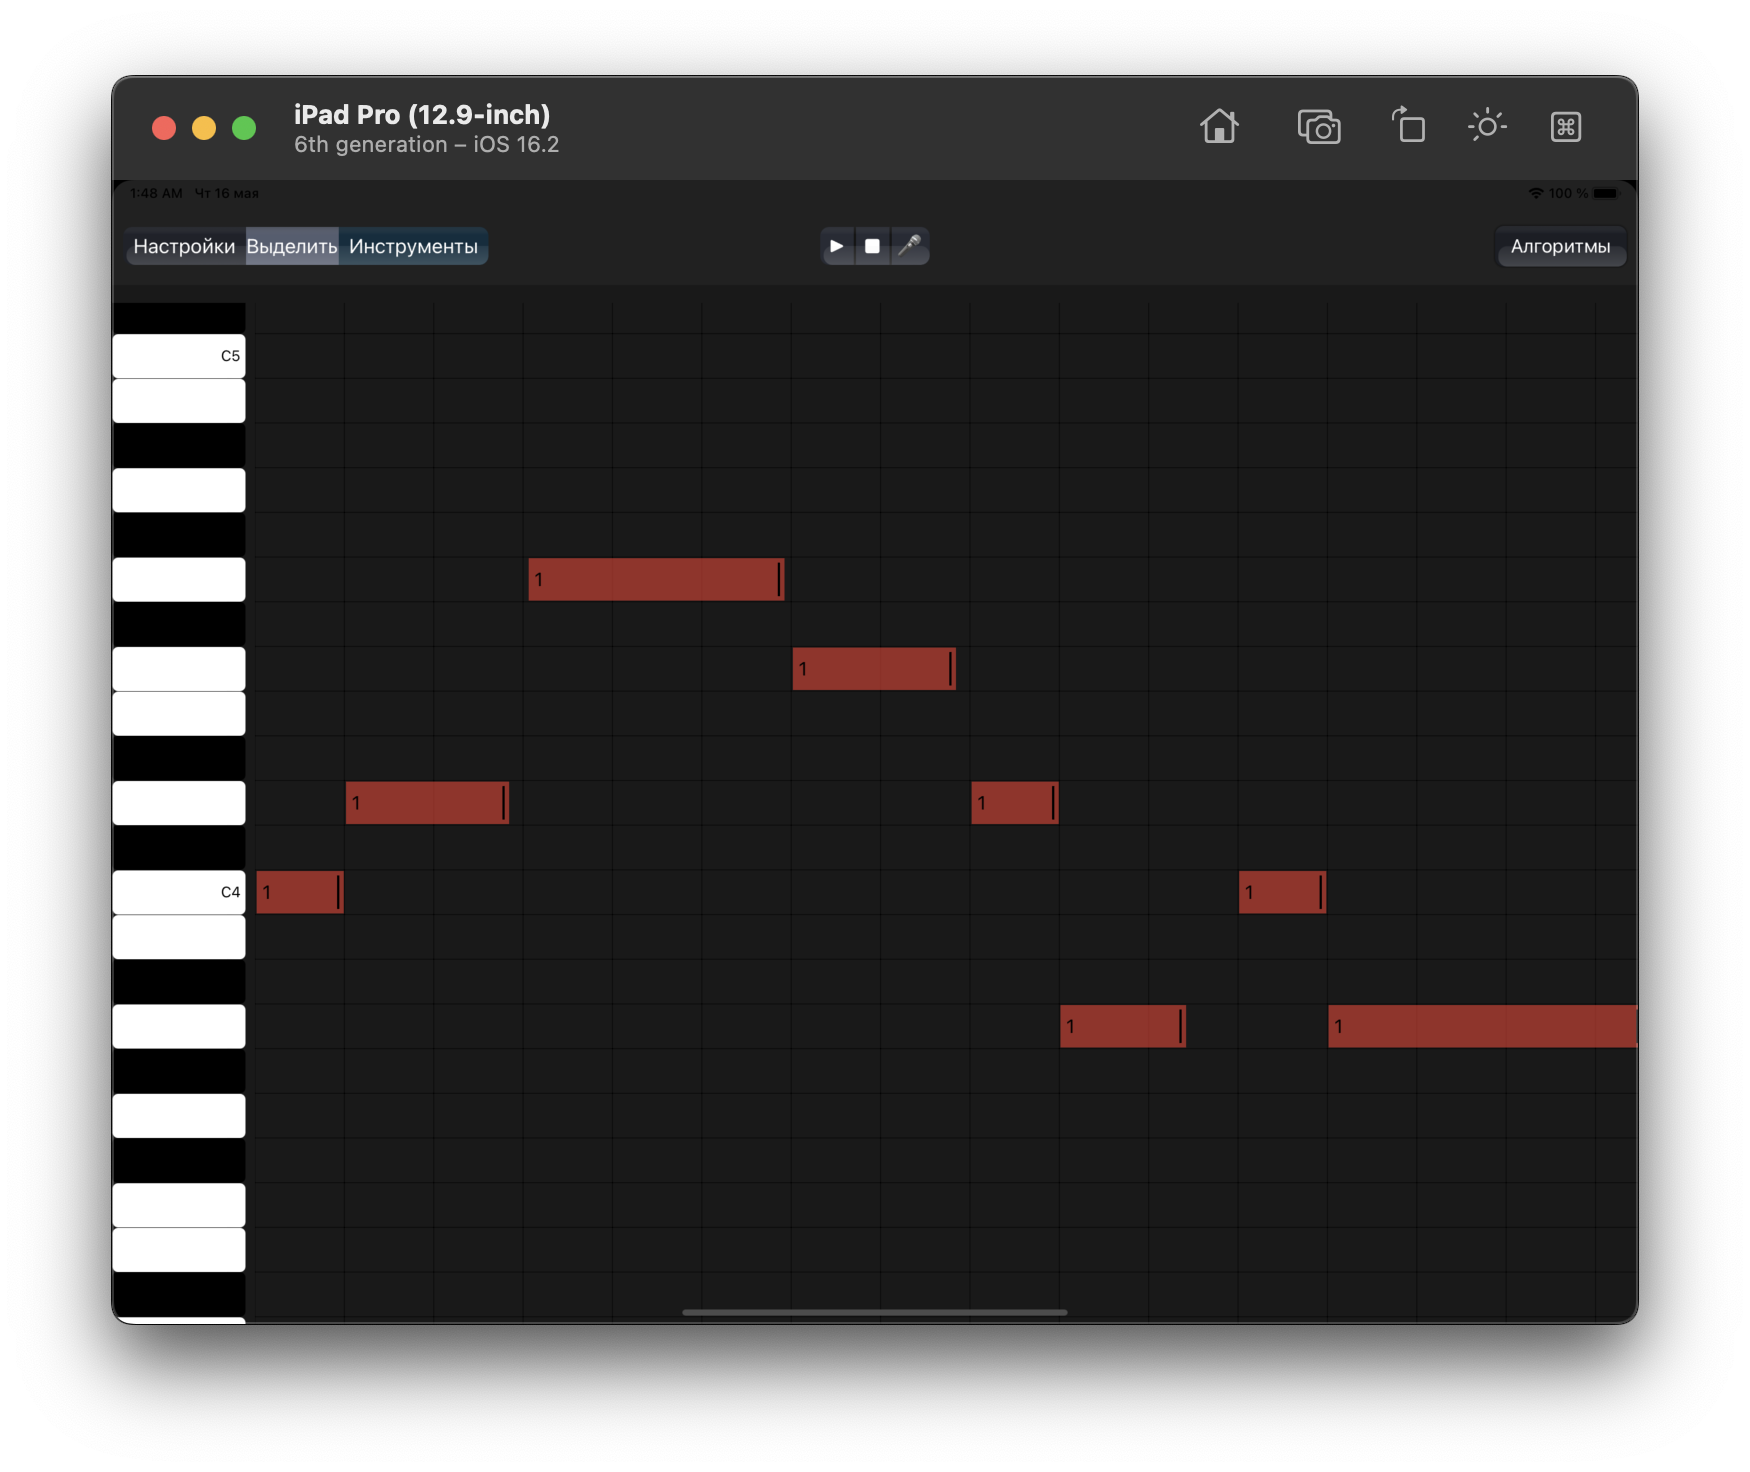 iPad Pro (12.9-inch)
6th generation – iOS 16.2
1:48 AM Чт 16 мая 100 %
Настройки Выделить Инструменты Алгоритмы
C5
1
1
1 1
C4 1 1
1 1